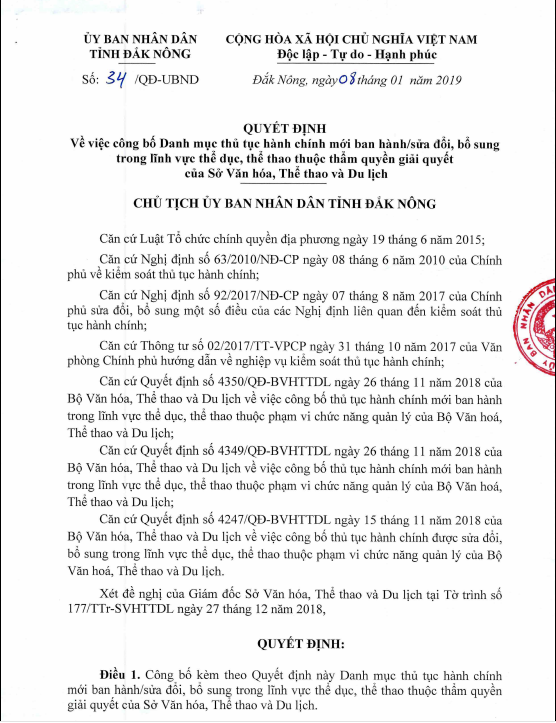 ỦY BAN NHÂN DÂN
TỈNH ĐẮK NÔNG
CỘNG HÒA XÃ HỘI CHỦ NGHĨA VIỆT NAM
Độc lập - Tự do - Hạnh phúc
Số: 34 /QĐ-UBND
Đắk Nông, ngày 08 tháng 01 năm 2019
QUYẾT ĐỊNH
Về việc công bố Danh mục thủ tục hành chính mới ban hành/sửa đổi, bổ sung
trong lĩnh vực thể dục, thể thao thuộc thẩm quyền giải quyết
của Sở Văn hóa, Thể thao và Du lịch
CHỦ TỊCH ỦY BAN NHÂN DÂN TỈNH ĐẮK NÔNG
Căn cứ Luật Tổ chức chính quyền địa phương ngày 19 tháng 6 năm 2015;
Căn cứ Nghị định số 63/2010/NĐ-CP ngày 08 tháng 6 năm 2010 của Chính
phủ về kiểm soát thủ tục hành chính;
Căn cứ Nghị định số 92/2017/NĐ-CP ngày 07 tháng 8 năm 2017 của Chính
phủ sửa đổi, bổ sung một số điều của các Nghị định liên quan đến kiểm soát thủ
tục hành chính;
Căn cứ Thông tư số 02/2017/TT-VPCP ngày 31 tháng 10 năm 2017 của Văn
phòng Chính phủ hướng dẫn về nghiệp vụ kiểm soát thủ tục hành chính;
Căn cứ Quyết định số 4350/QĐ-BVHTTDL ngày 26 tháng 11 năm 2018 của
Bộ Văn hóa, Thể thao và Du lịch về việc công bố thủ tục hành chính mới ban hành
trong lĩnh vực thể dục, thể thao thuộc phạm vi chức năng quản lý của Bộ Văn hoá,
Thể thao và Du lịch;
Căn cứ Quyết định số 4349/QĐ-BVHTTDL ngày 26 tháng 11 năm 2018 của
Bộ Văn hóa, Thể thao và Du lịch về việc công bố thủ tục hành chính mới ban hành
trong lĩnh vực thể dục, thể thao thuộc phạm vi chức năng quản lý của Bộ Văn hoá,
Thể thao và Du lịch;
Căn cứ Quyết định số 4247/QĐ-BVHTTDL ngày 15 tháng 11 năm 2018 của
Bộ Văn hóa, Thể thao và Du lịch về việc công bố thủ tục hành chính được sửa đổi,
bổ sung trong lĩnh vực thể dục, thể thao thuộc phạm vi chức năng quản lý của Bộ
Văn hoá, Thể thao và Du lịch.
Xét đề nghị của Giám đốc Sở Văn hóa, Thể thao và Du lịch tại Tờ trình số
177/TTr-SVHTTDL ngày 27 tháng 12 năm 2018,
QUYẾT ĐỊNH:
Điều 1. Công bố kèm theo Quyết định này Danh mục thủ tục hành chính
mới ban hành/sửa đổi, bổ sung trong lĩnh vực thể dục, thể thao thuộc thẩm quyền
giải quyết của Sở Văn hóa, Thể thao và Du lịch.
BAN NHÂN DÂ